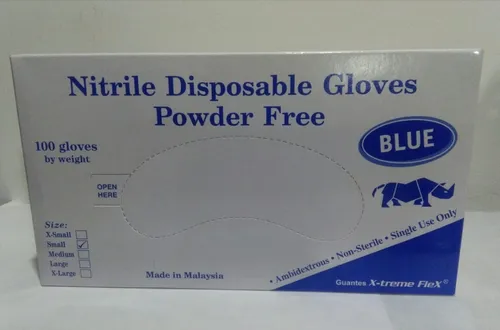 Nitrile Disposable Gloves
Powder Free
100 gloves
by weight
BLUE
OPEN
HERE
Size:
X-Small
Small ✓
Medium
Large
X-Large
Made in Malaysia
• Ambidextrous • Non-Sterile • Single Use Only
Guantes X-treme FleX®